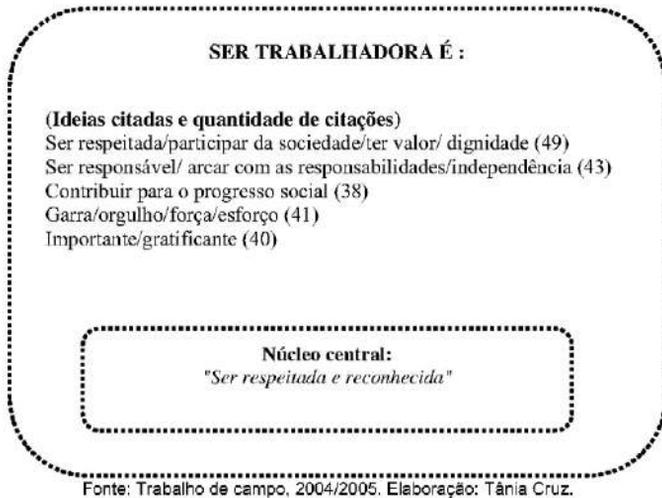 SER TRABALHADORA É :
(Ideias citadas e quantidade de citações)
Ser respeitada/participar da sociedade/ter valor/ dignidade (49)
Ser responsável/ arcar com as responsabilidades/independência (43)
Contribuir para o progresso social (38)
Garra/orgulho/força/esforço (41)
Importante/gratificante (40)
Núcleo central:
"Ser respeitada e reconhecida"
Fonte: Trabalho de campo, 2004/2005. Elaboração: Tânia Cruz.